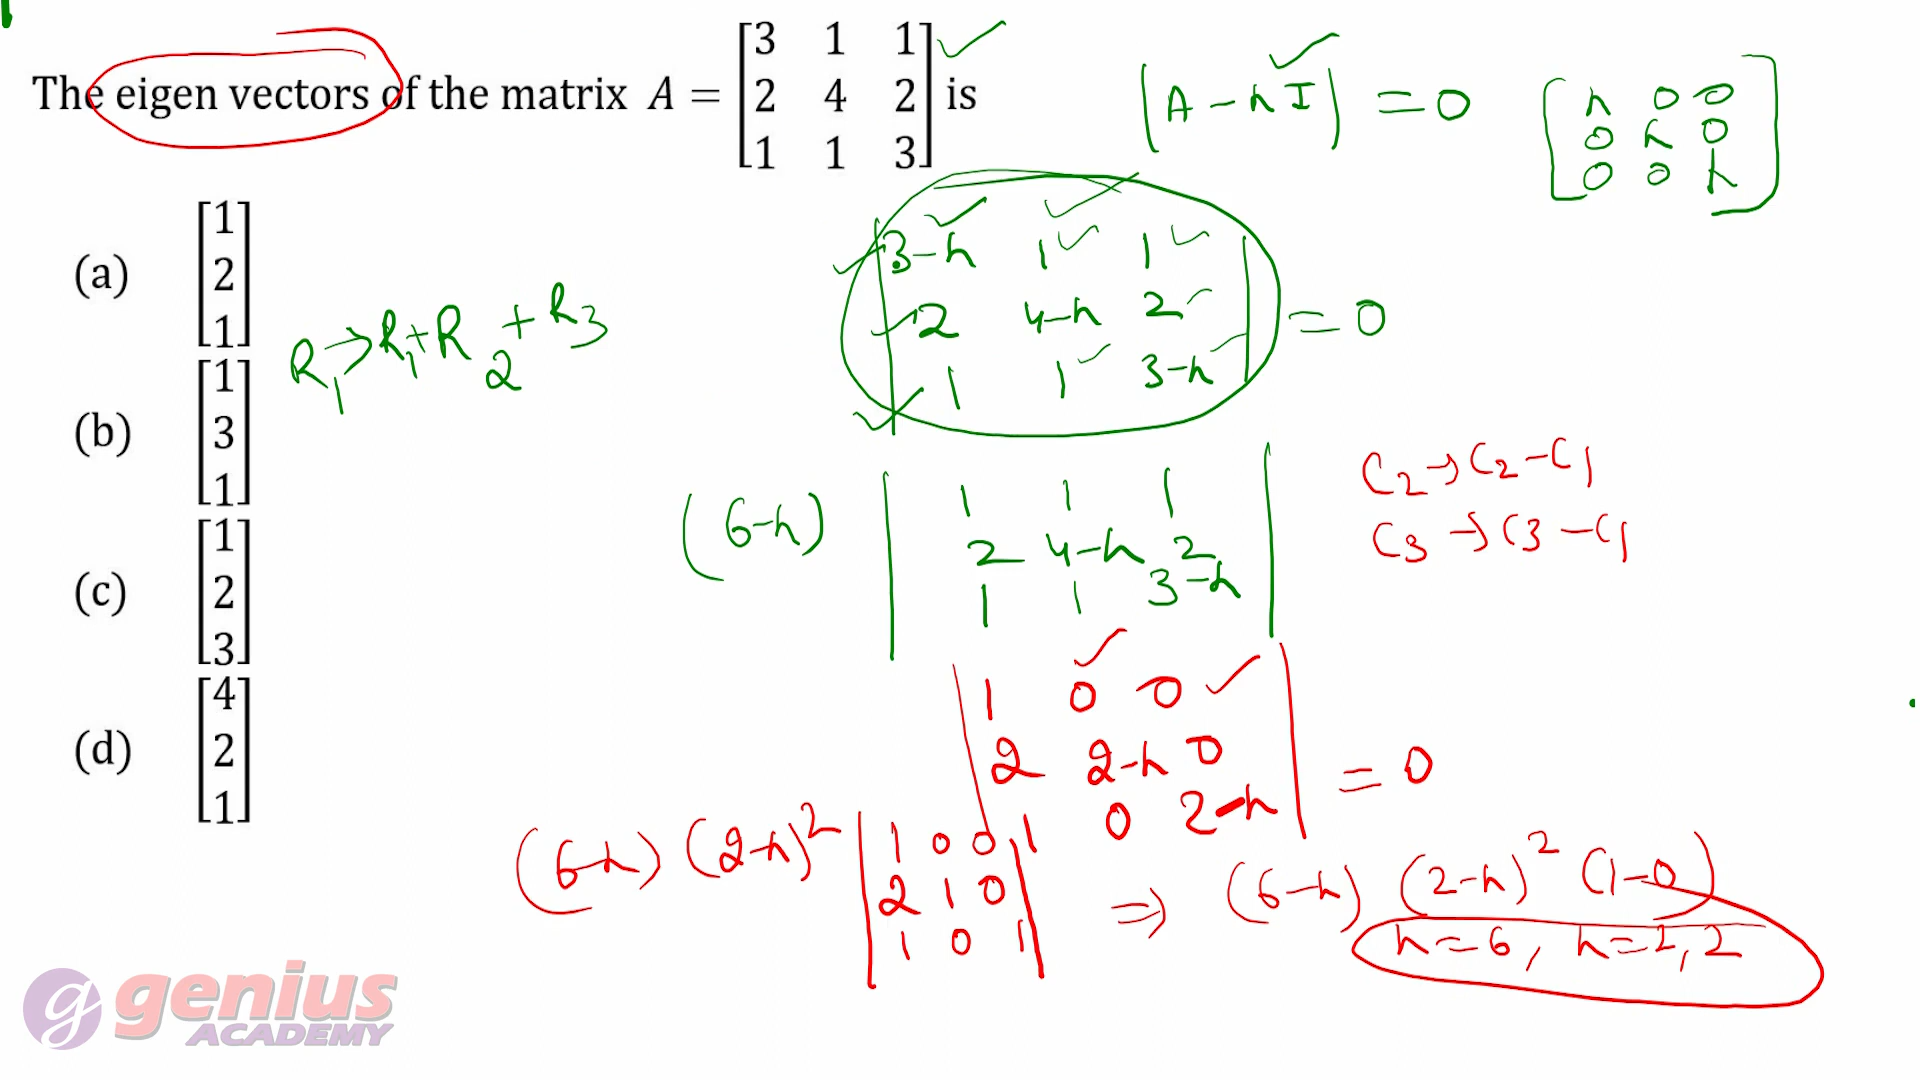 The eigen vectors of the matrix A = [3 1 1; 2 4 2; 1 1 3] is
|A - λI| = 0 [λ 0 0; 0 λ 0; 0 0 λ]
(a) [1 2 1]
(b) [1 3 1]
(c) [1 2 3]
(d) [4 2 1]
R1 → R1 + R2 + R3
|3-λ 1 1|
|2 4-λ 2| = 0
|1 1 3-λ|
(6-λ) |1 1 1|
|2 4-λ 2|
|1 1 3-λ|
C2 → C2 - C1
C3 → C3 - C1
|1 0 0|
|2 2-λ 0| = 0
|1 0 2-λ|
(6-λ) (2-λ)² |1 0 0|
|2 1 0|
|1 0 1|
⇒ (6-λ) (2-λ)² (1-0)
λ = 6, λ = 2, 2
g genius
ACADEMY